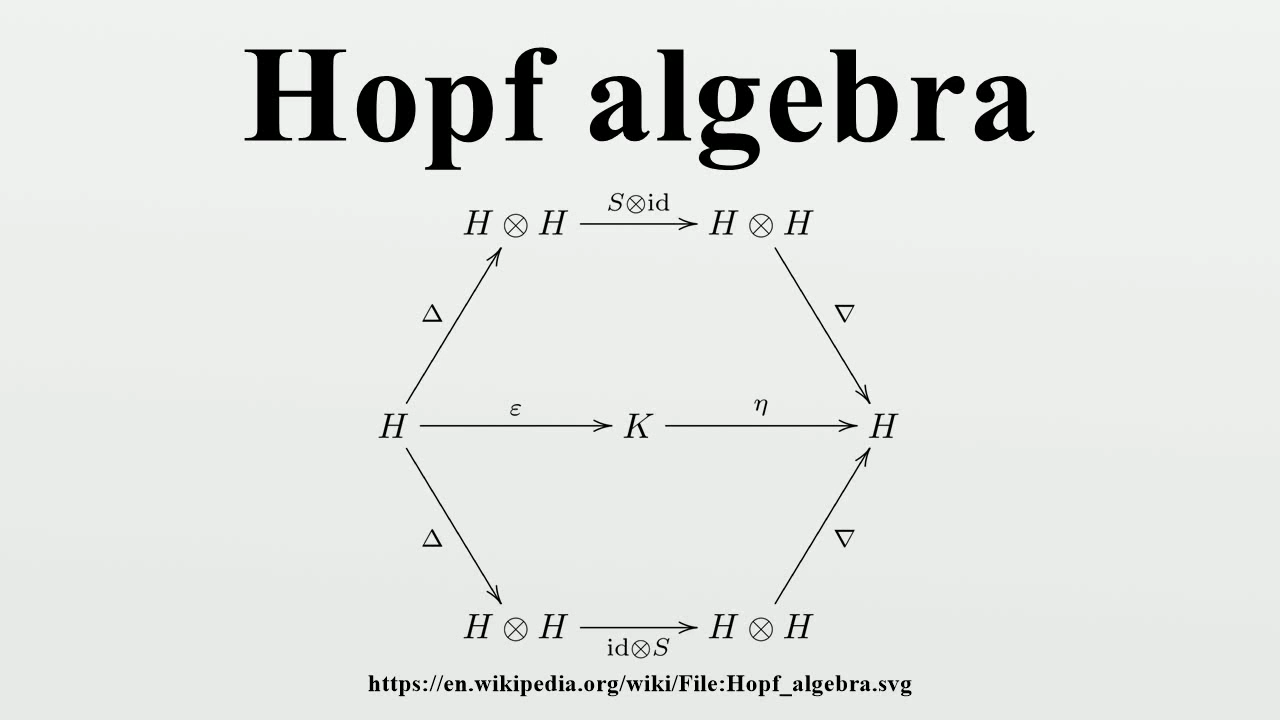 Hopf algebra
S⊗id
H ⊗ H H ⊗ H
Δ ∇
ε η
H K H
Δ ∇
H ⊗ H H ⊗ H
id⊗S
https://en.wikipedia.org/wiki/File:Hopf_algebra.svg